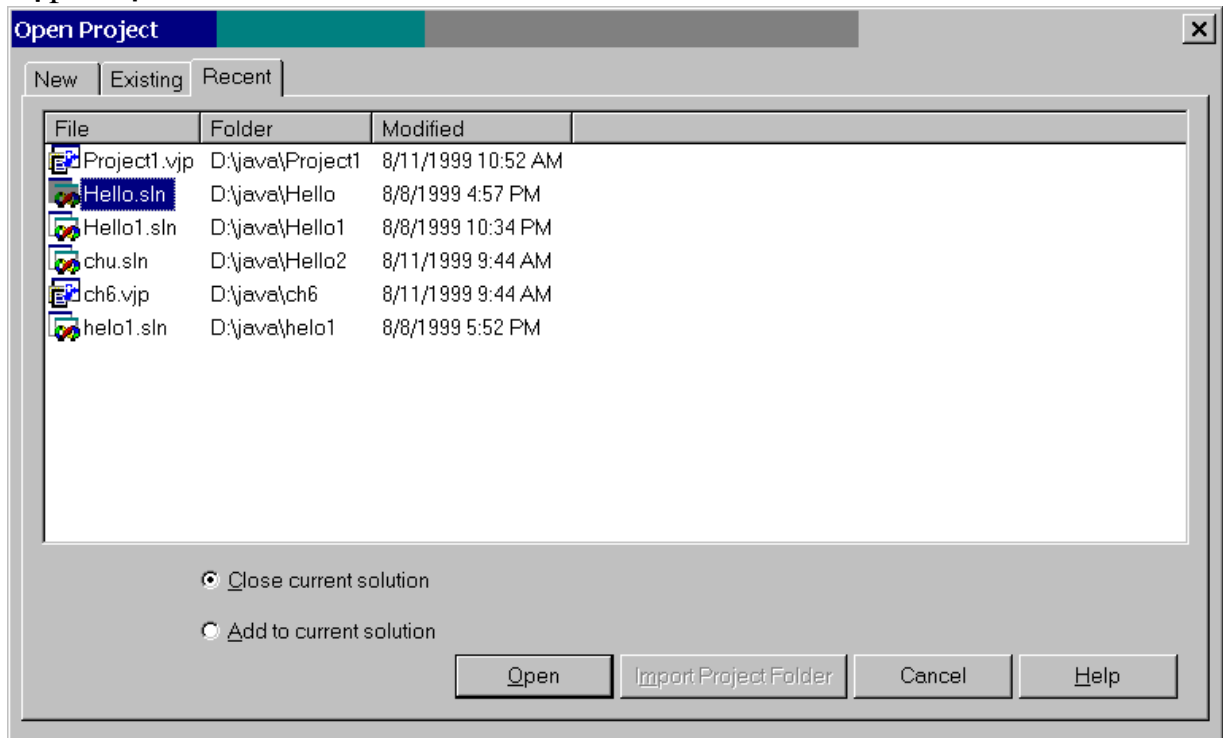 Open Project
New Existing Recent
File Folder Modified
Project1.vjp D:\java\Project1 8/11/1999 10:52 AM
Hello.sln D:\java\Hello 8/8/1999 4:57 PM
Hello1.sln D:\java\Hello1 8/8/1999 10:34 PM
chu.sln D:\java\Hello2 8/11/1999 9:44 AM
ch6.vjp D:\java\ch6 8/11/1999 9:44 AM
helo1.sln D:\java\helo1 8/8/1999 5:52 PM
Close current solution
Add to current solution
Open Import Project Folder Cancel Help